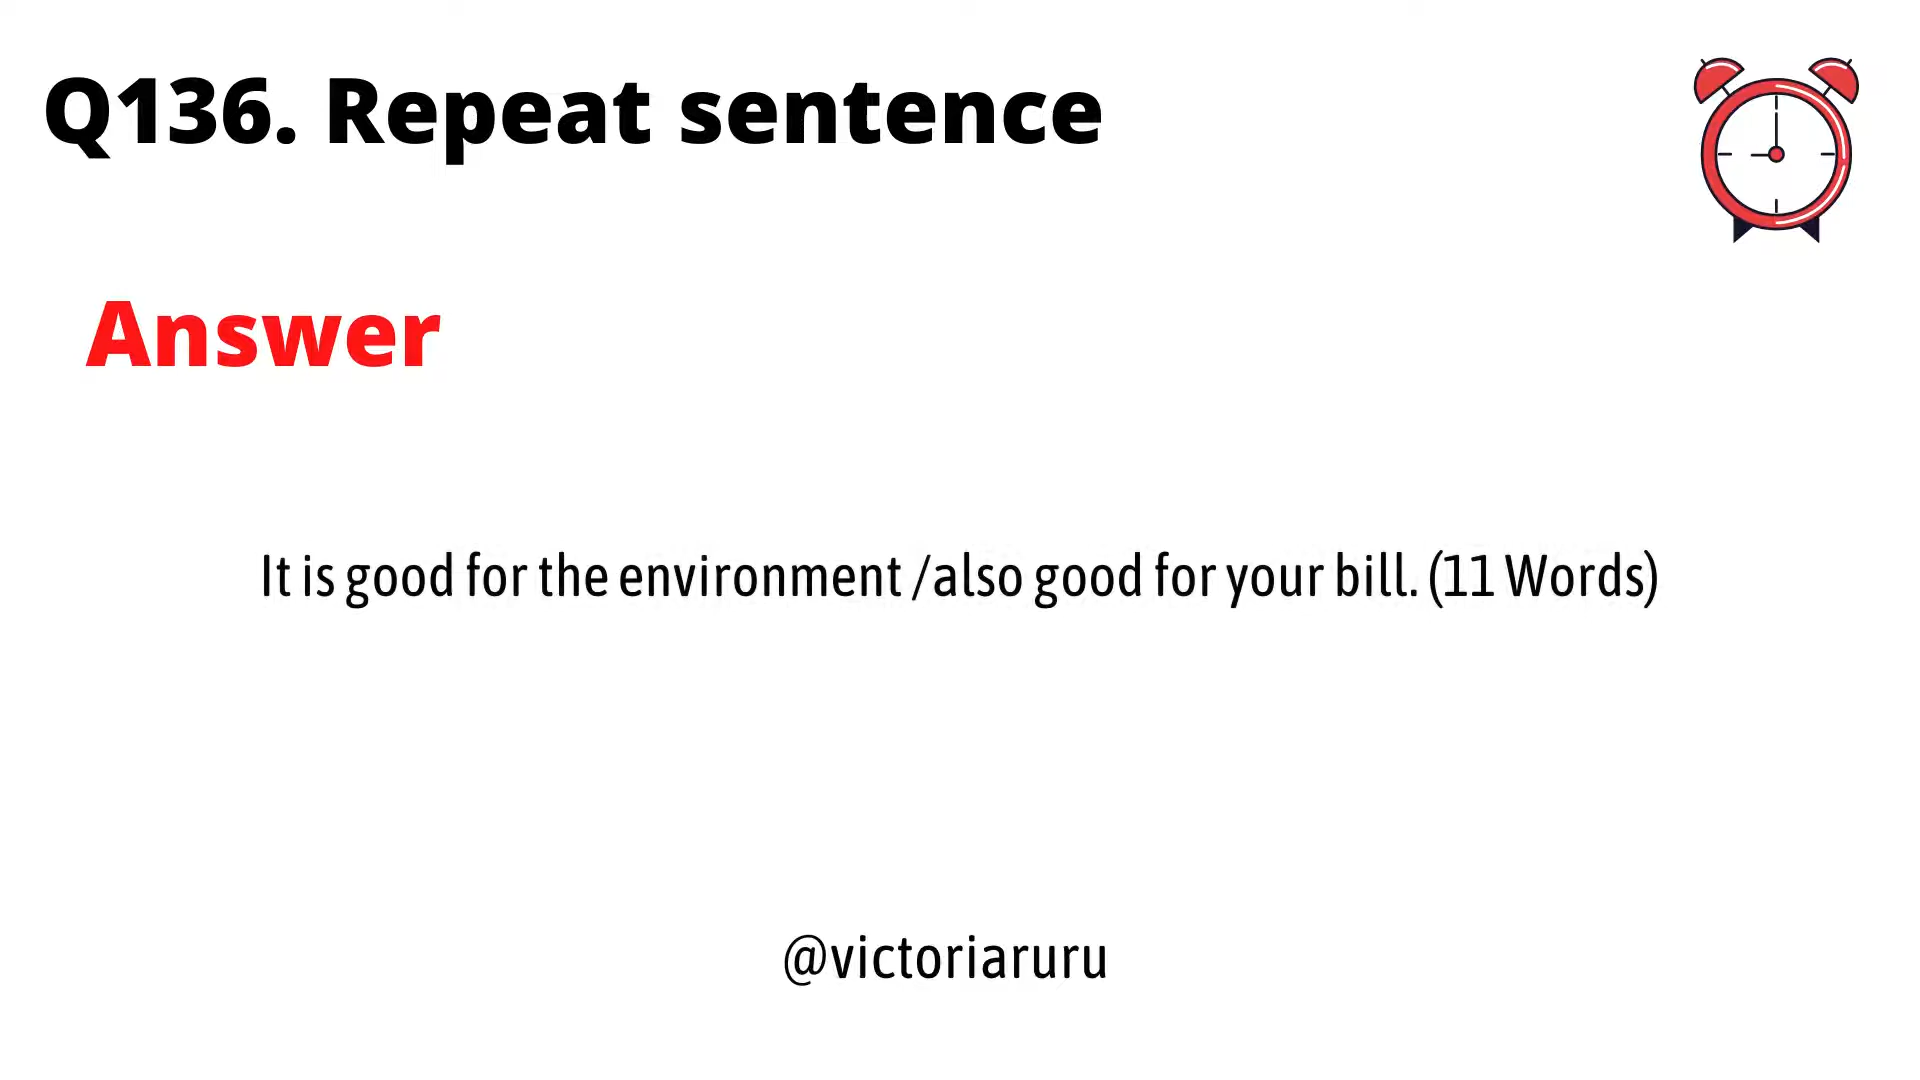 Q136. Repeat sentence
Answer
It is good for the environment /also good for your bill. (11 Words)
@victoriaruru